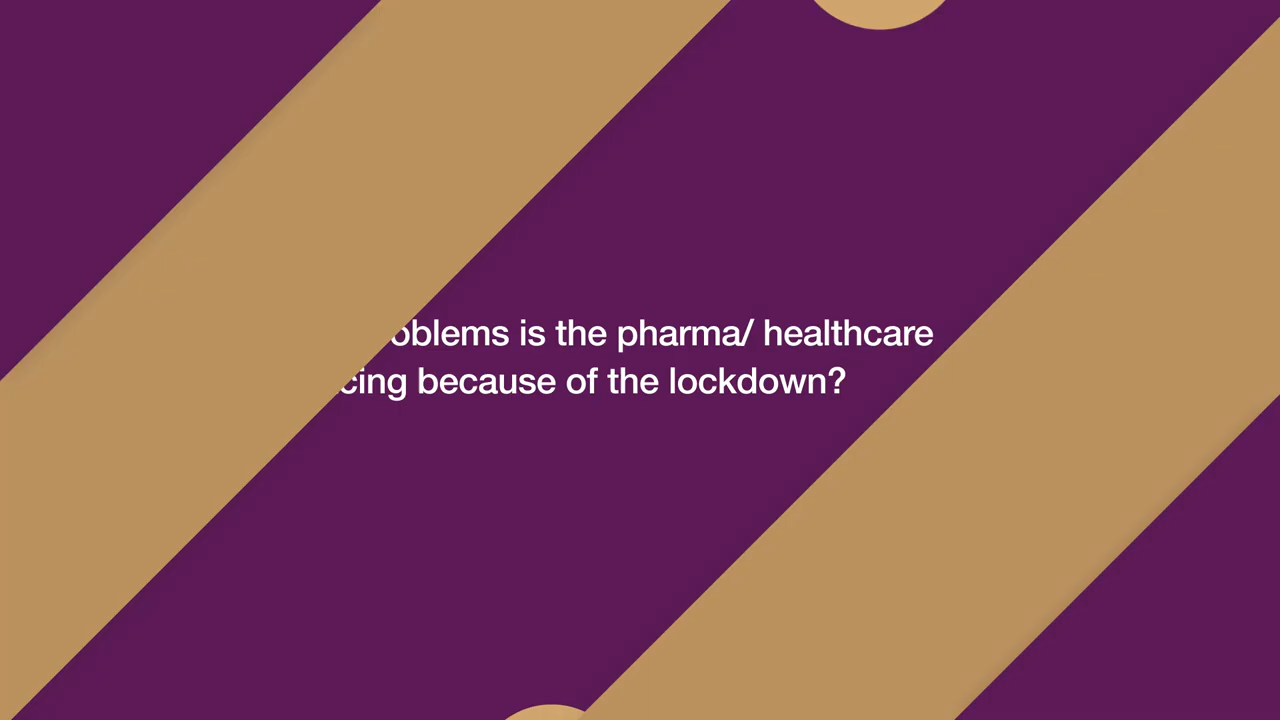 oblems is the pharma/ healthcare
cing because of the lockdown?